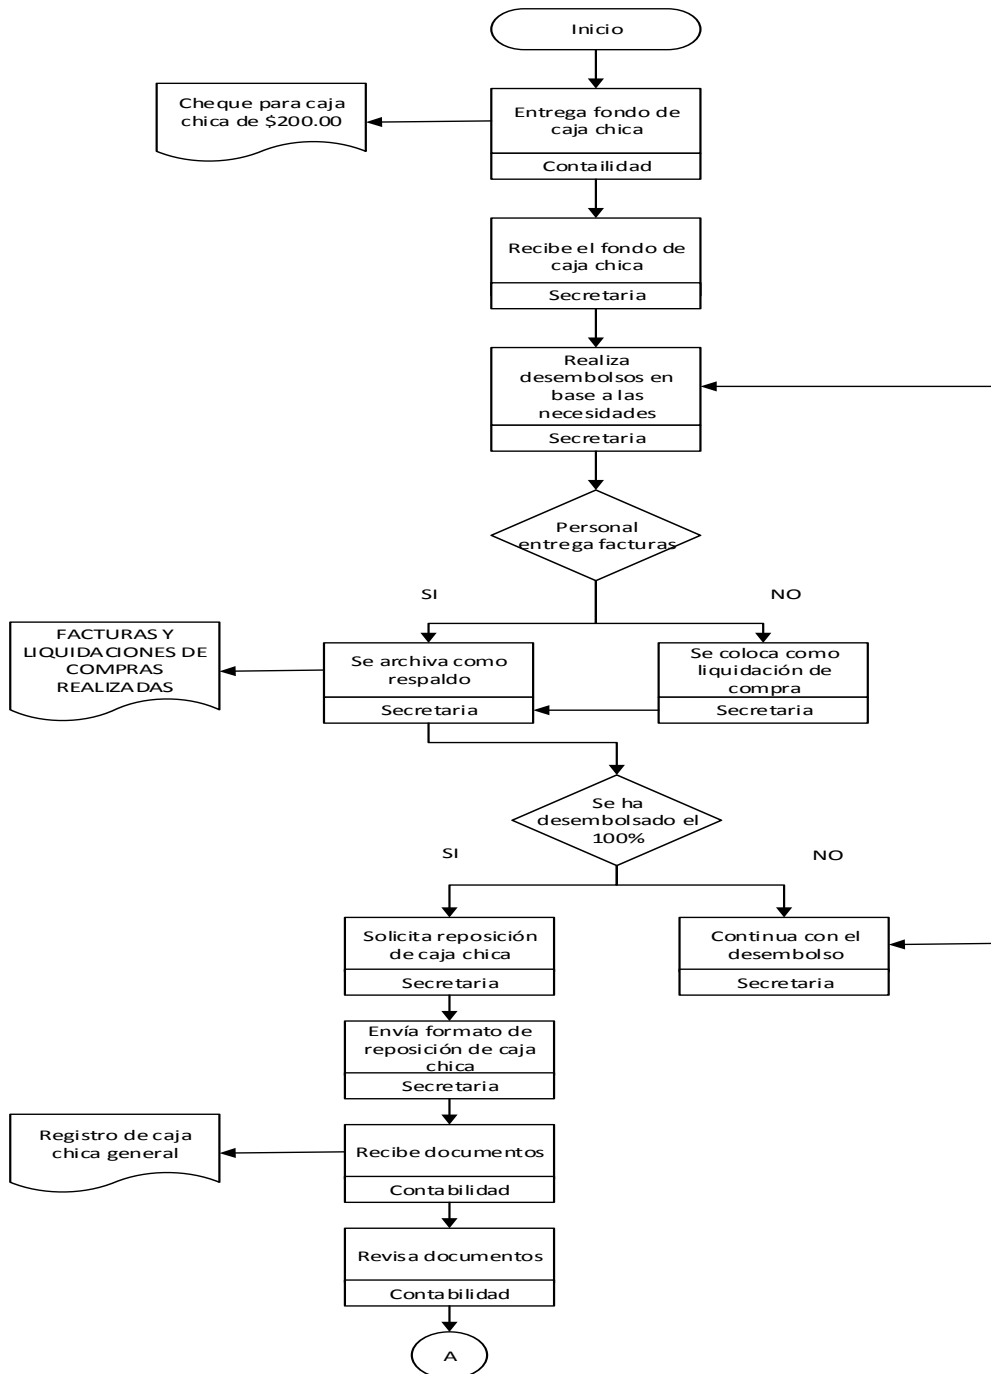 Inicio
Cheque para caja
chica de $200.00
Entrega fondo de
caja chica
Contailidad
Recibe el fondo de
caja chica
Secretaria
Realiza
desembolsos en
base a las
necesidades
Secretaria
Personal
entrega facturas
SI
NO
FACTURAS Y
LIQUIDACIONES DE
COMPRAS
REALIZADAS
Se archiva como
respaldo
Secretaria
Se coloca como
liquidación de
compra
Secretaria
Se ha
desembolsado el
100%
SI
NO
Solicita reposición
de caja chica
Secretaria
Continua con el
desembolso
Secretaria
Envía formato de
reposición de caja
chica
Secretaria
Registro de caja
chica general
Recibe documentos
Contabilidad
Revisa documentos
Contabilidad
A